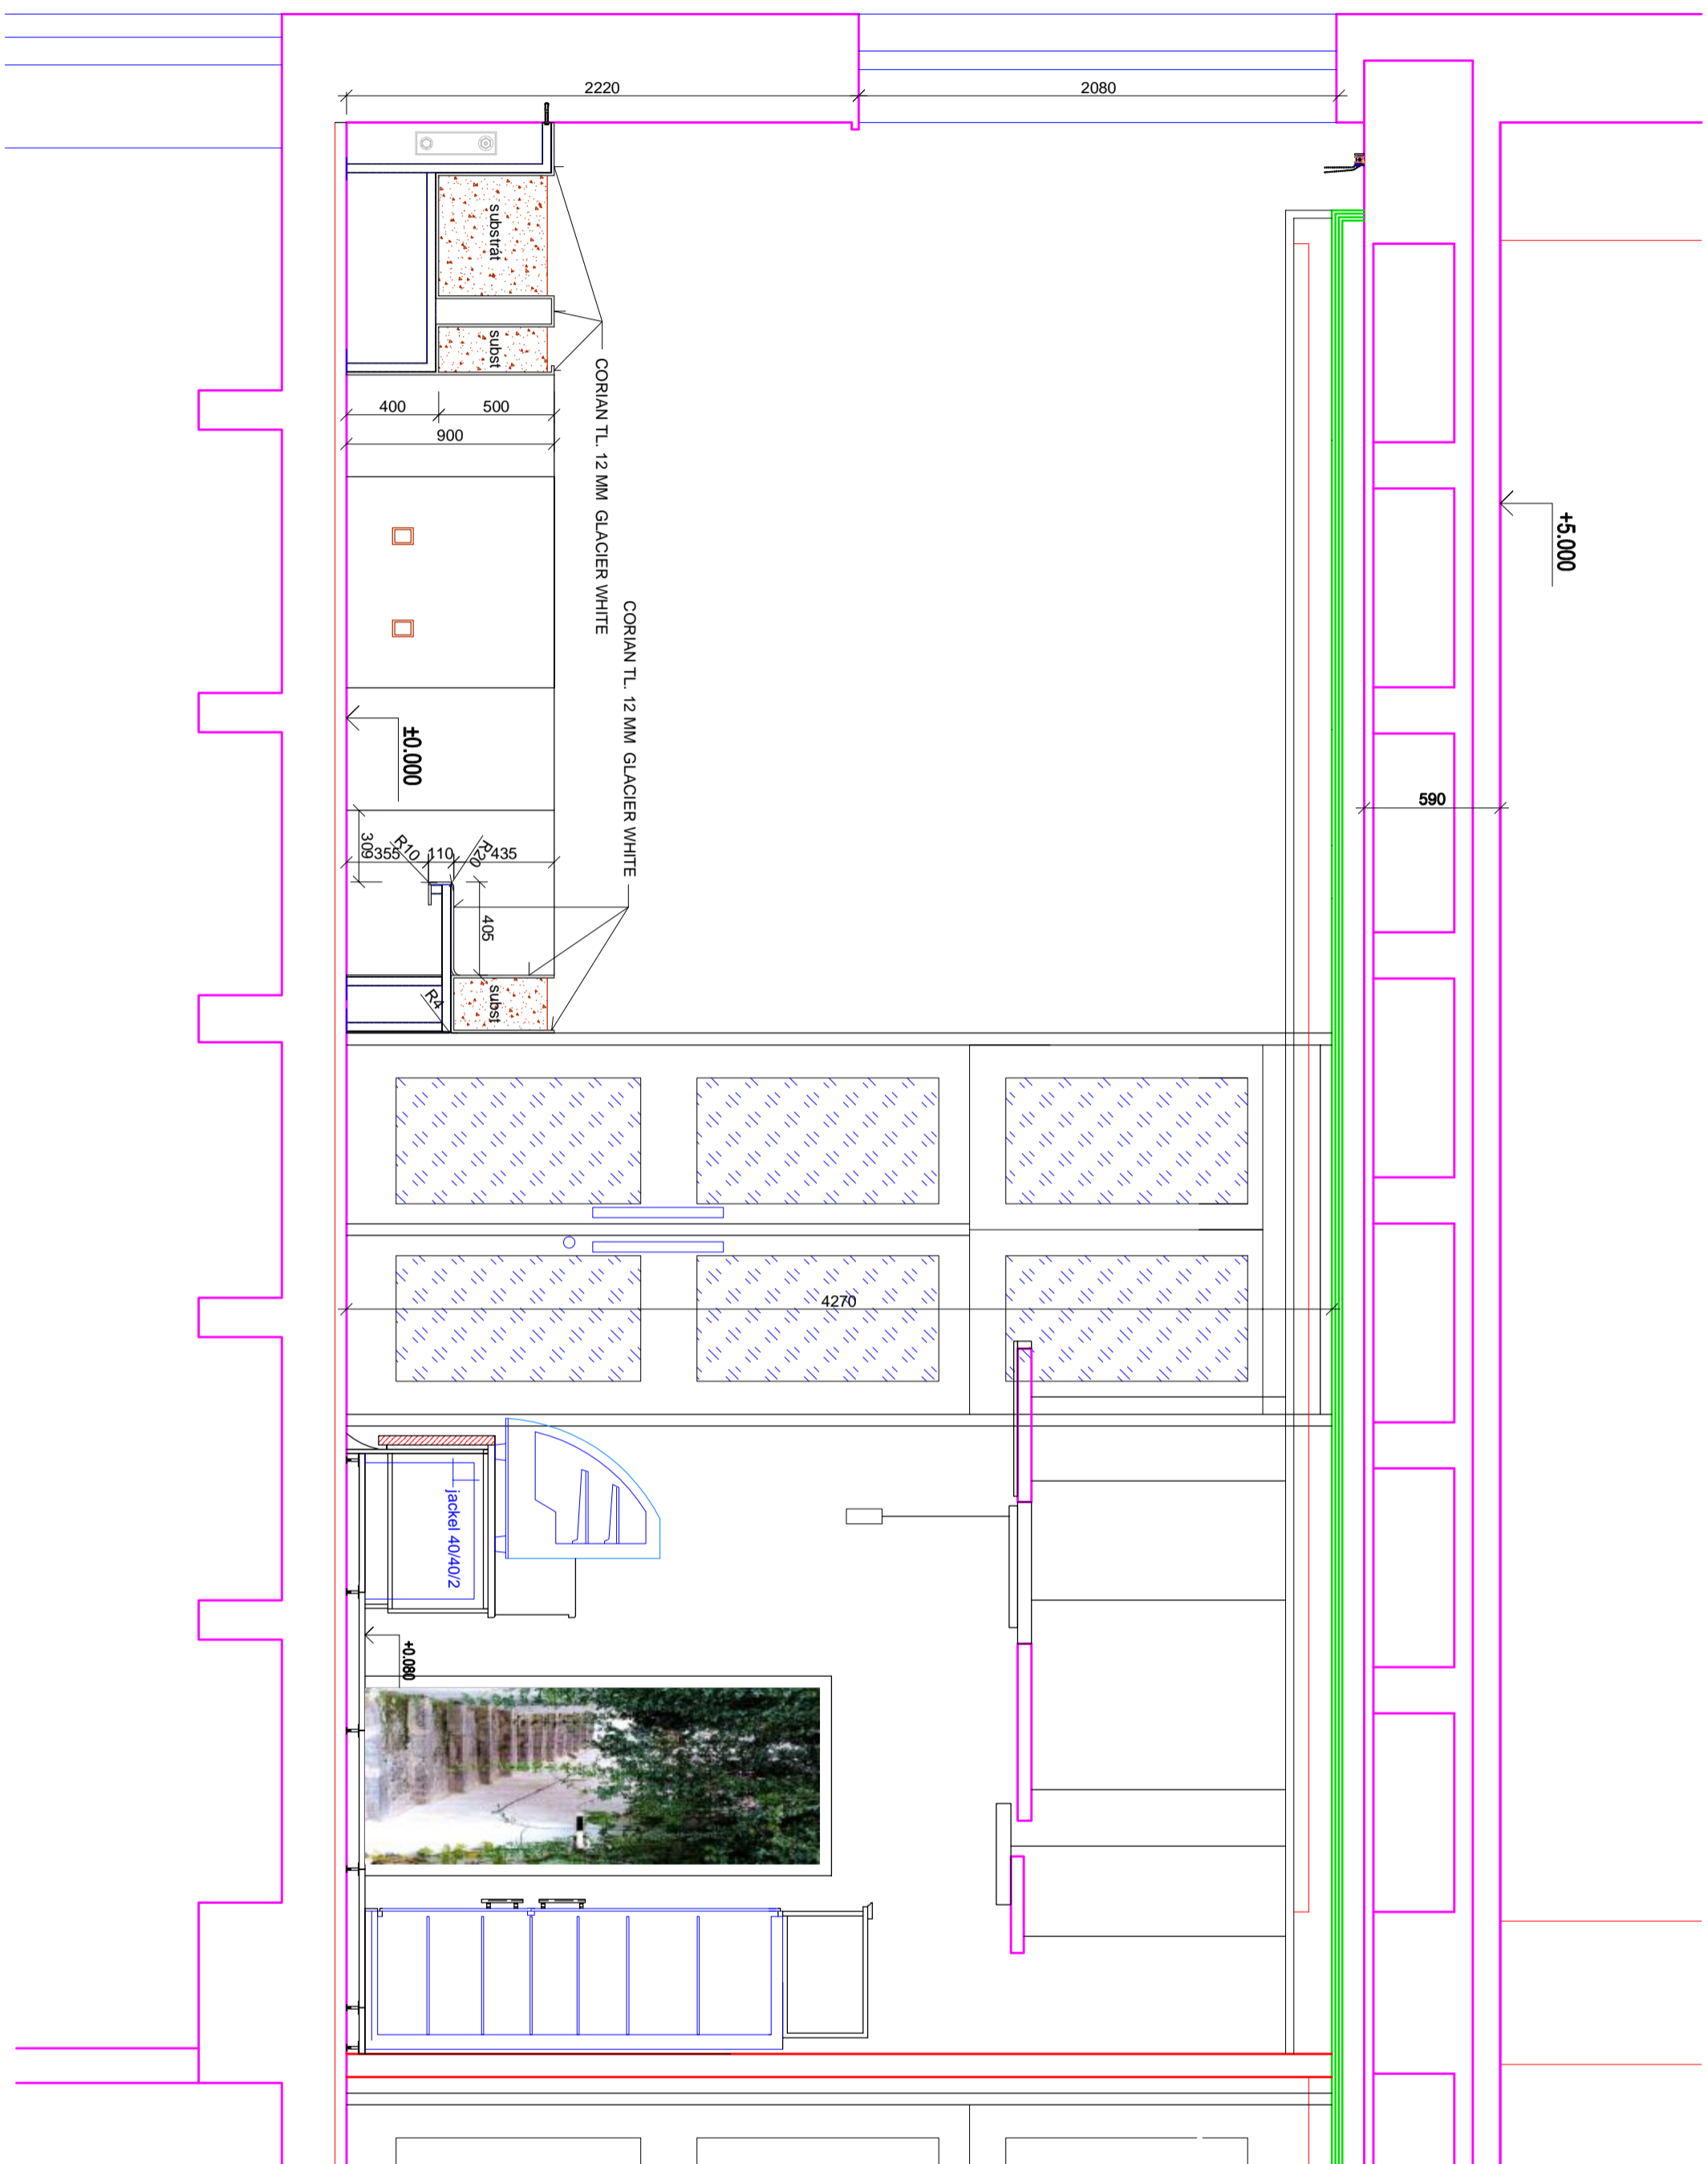 2220
2080
substrát
subst
CORIAN TL. 12 MM GLACIER WHITE
400
500
900
+5.000
CORIAN TL. 12 MM GLACIER WHITE
±0.000
590
309
355
110
435
R10
R20
405
subst
R4
4270
jackel 40/40/2
+0.080